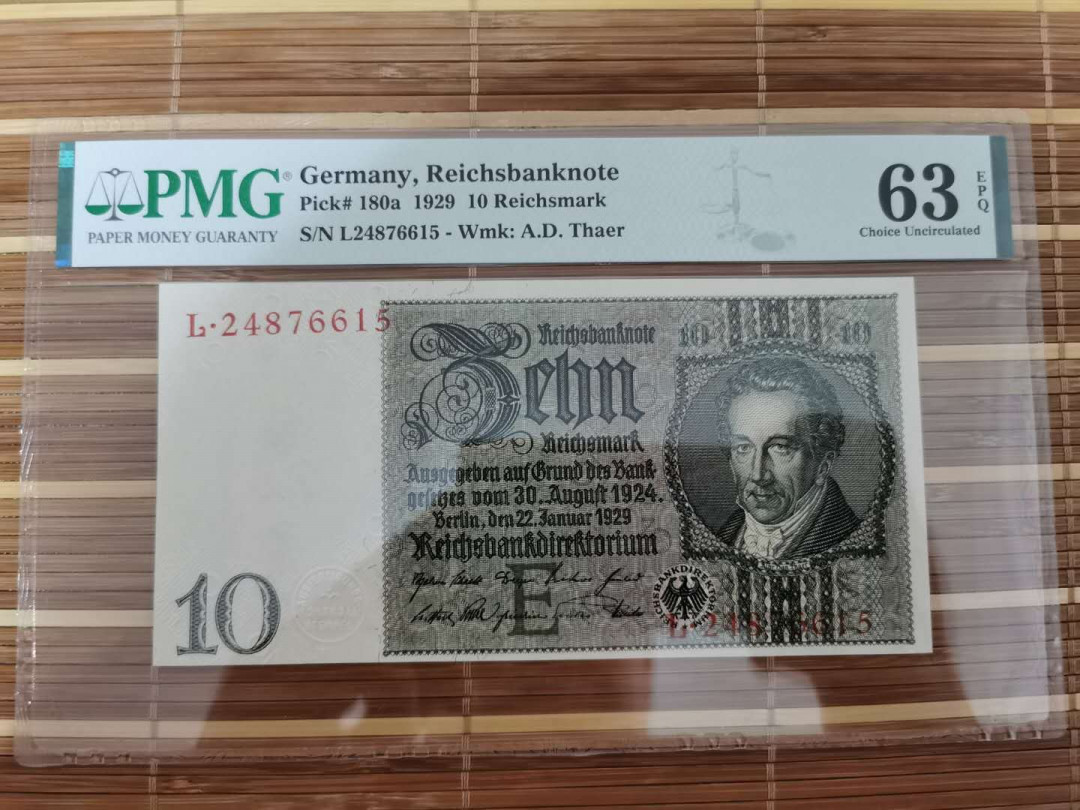 PMG®
PAPER MONEY GUARANTY
Germany, Reichsbanknote
Pick# 180a 1929 10 Reichsmark
S/N L24876615 - Wmk: A.D. Thaer
63
EPQ
Choice Uncirculated
L·24876615
Reichsbanknote
Zehn
Reichsmark
Ausgegeben auf Grund des Bank-
gesetzes vom 30. August 1924.
Berlin, den 22. Januar 1929
Reichsbankdirektorium
E
10